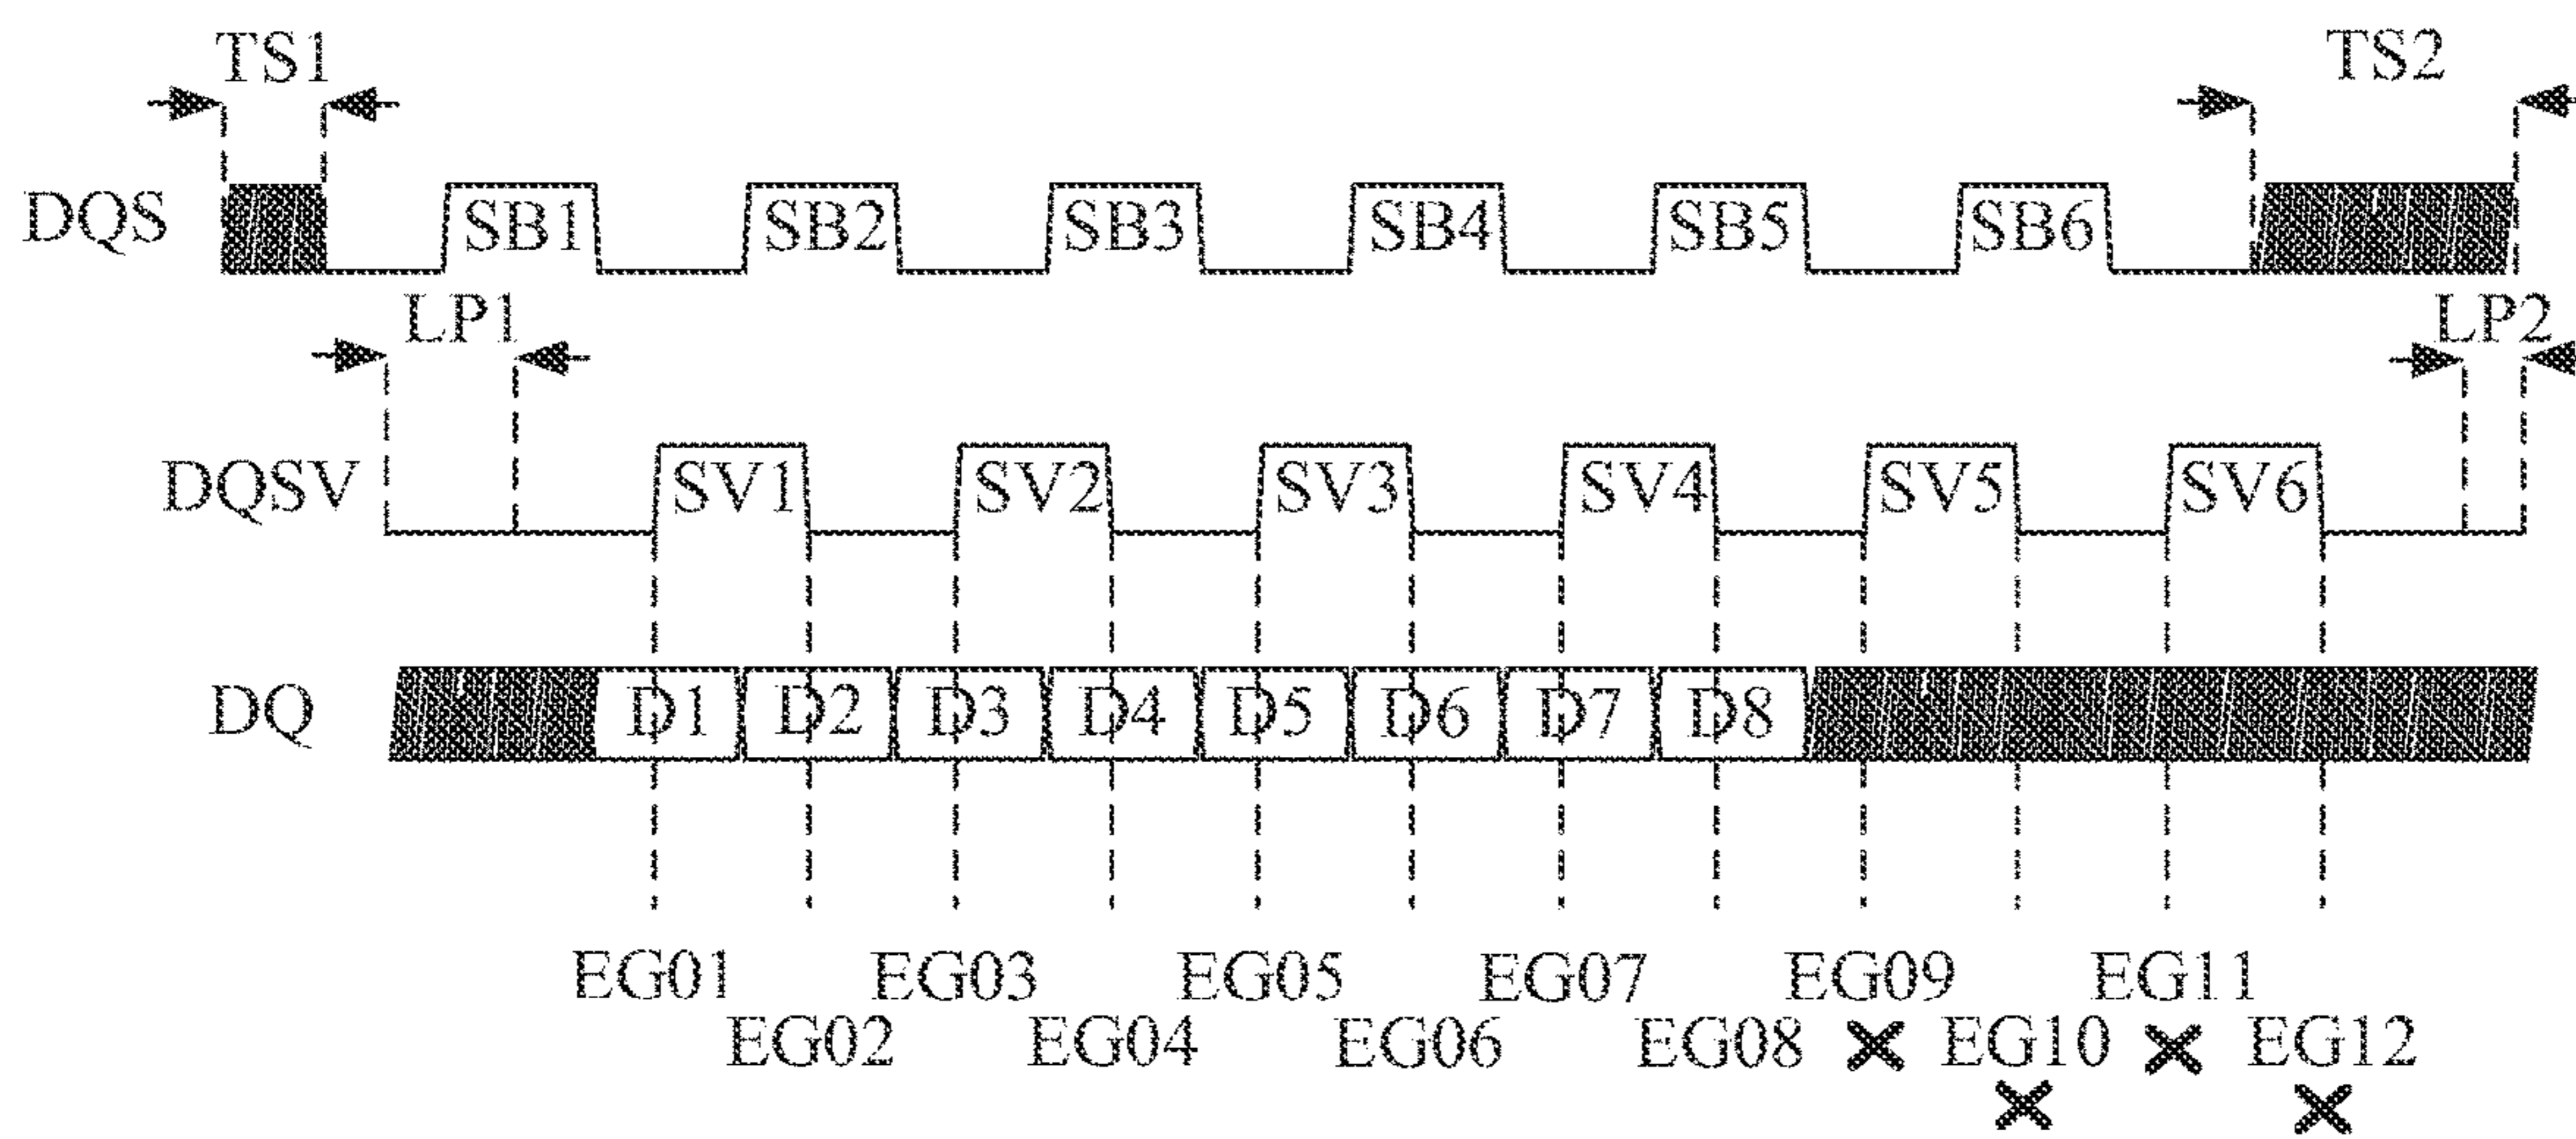 TS1 TS2
DQS SB1 SB2 SB3 SB4 SB5 SB6
LP1 LP2
DQSV SV1 SV2 SV3 SV4 SV5 SV6
DQ D1 D2 D3 D4 D5 D6 D7 D8
EG01 EG03 EG05 EG07 EG09 EG11
EG02 EG04 EG06 EG08 EG10 EG12